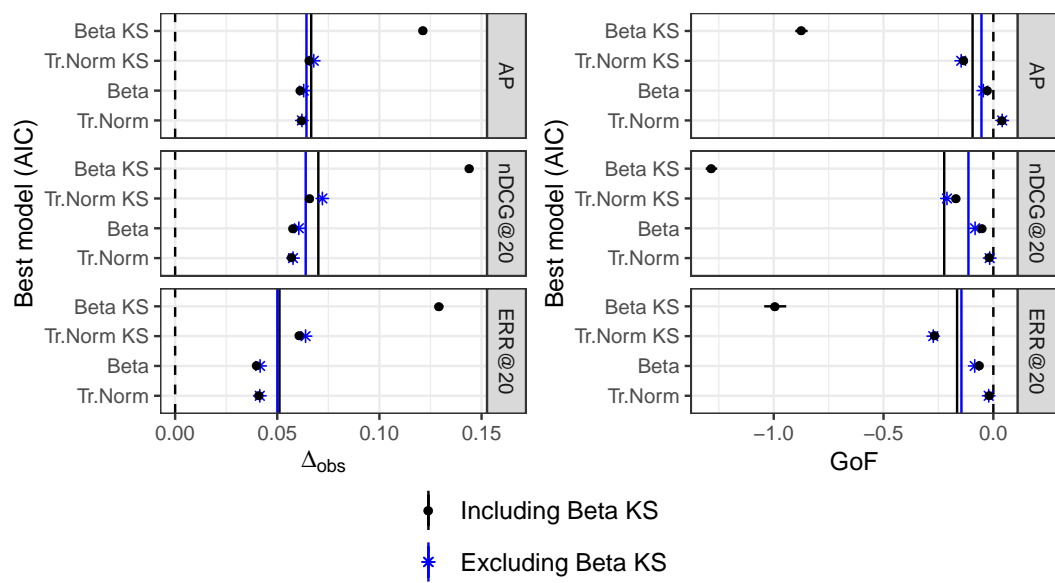 Best model (AIC)
Beta KS
Tr.Norm KS
Beta
Tr.Norm
AP
Beta KS
Tr.Norm KS
Beta
Tr.Norm
nDCG@20
Beta KS
Tr.Norm KS
Beta
Tr.Norm
ERR@20
0.00 0.05 0.10 0.15
Δobs
Best model (AIC)
Beta KS
Tr.Norm KS
Beta
Tr.Norm
AP
Beta KS
Tr.Norm KS
Beta
Tr.Norm
nDCG@20
Beta KS
Tr.Norm KS
Beta
Tr.Norm
ERR@20
−1.0 −0.5 0.0
GoF
Including Beta KS
Excluding Beta KS